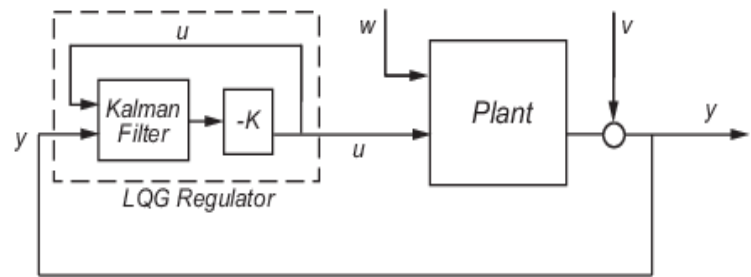 u
w
v
Kalman
Filter
-K
Plant
y
y
u
LQG Regulator